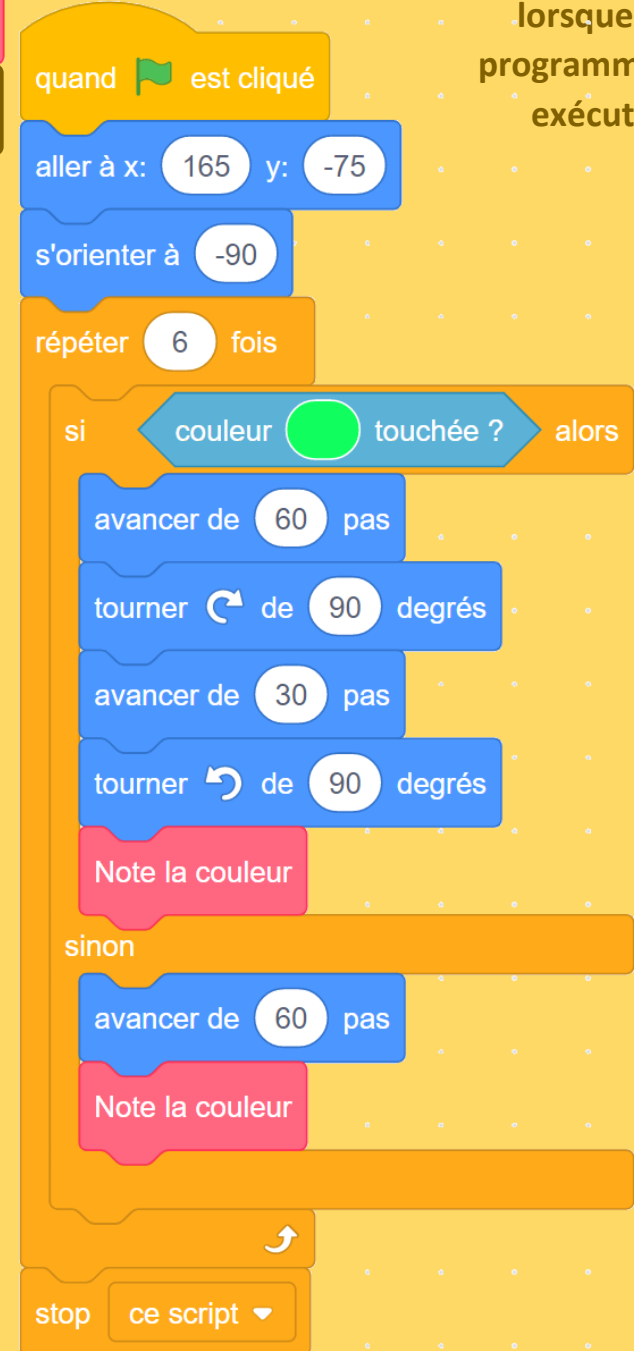 lorsque
quand est cliqué
exécut
aller à x: 165 y: -75
s'orienter à -90
répéter 6 fois
si couleur touchée ? alors
avancer de 60 pas
tourner de 90 degrés
avancer de 30 pas
tourner de 90 degrés
Note la couleur
sinon
avancer de 60 pas
Note la couleur
stop ce script